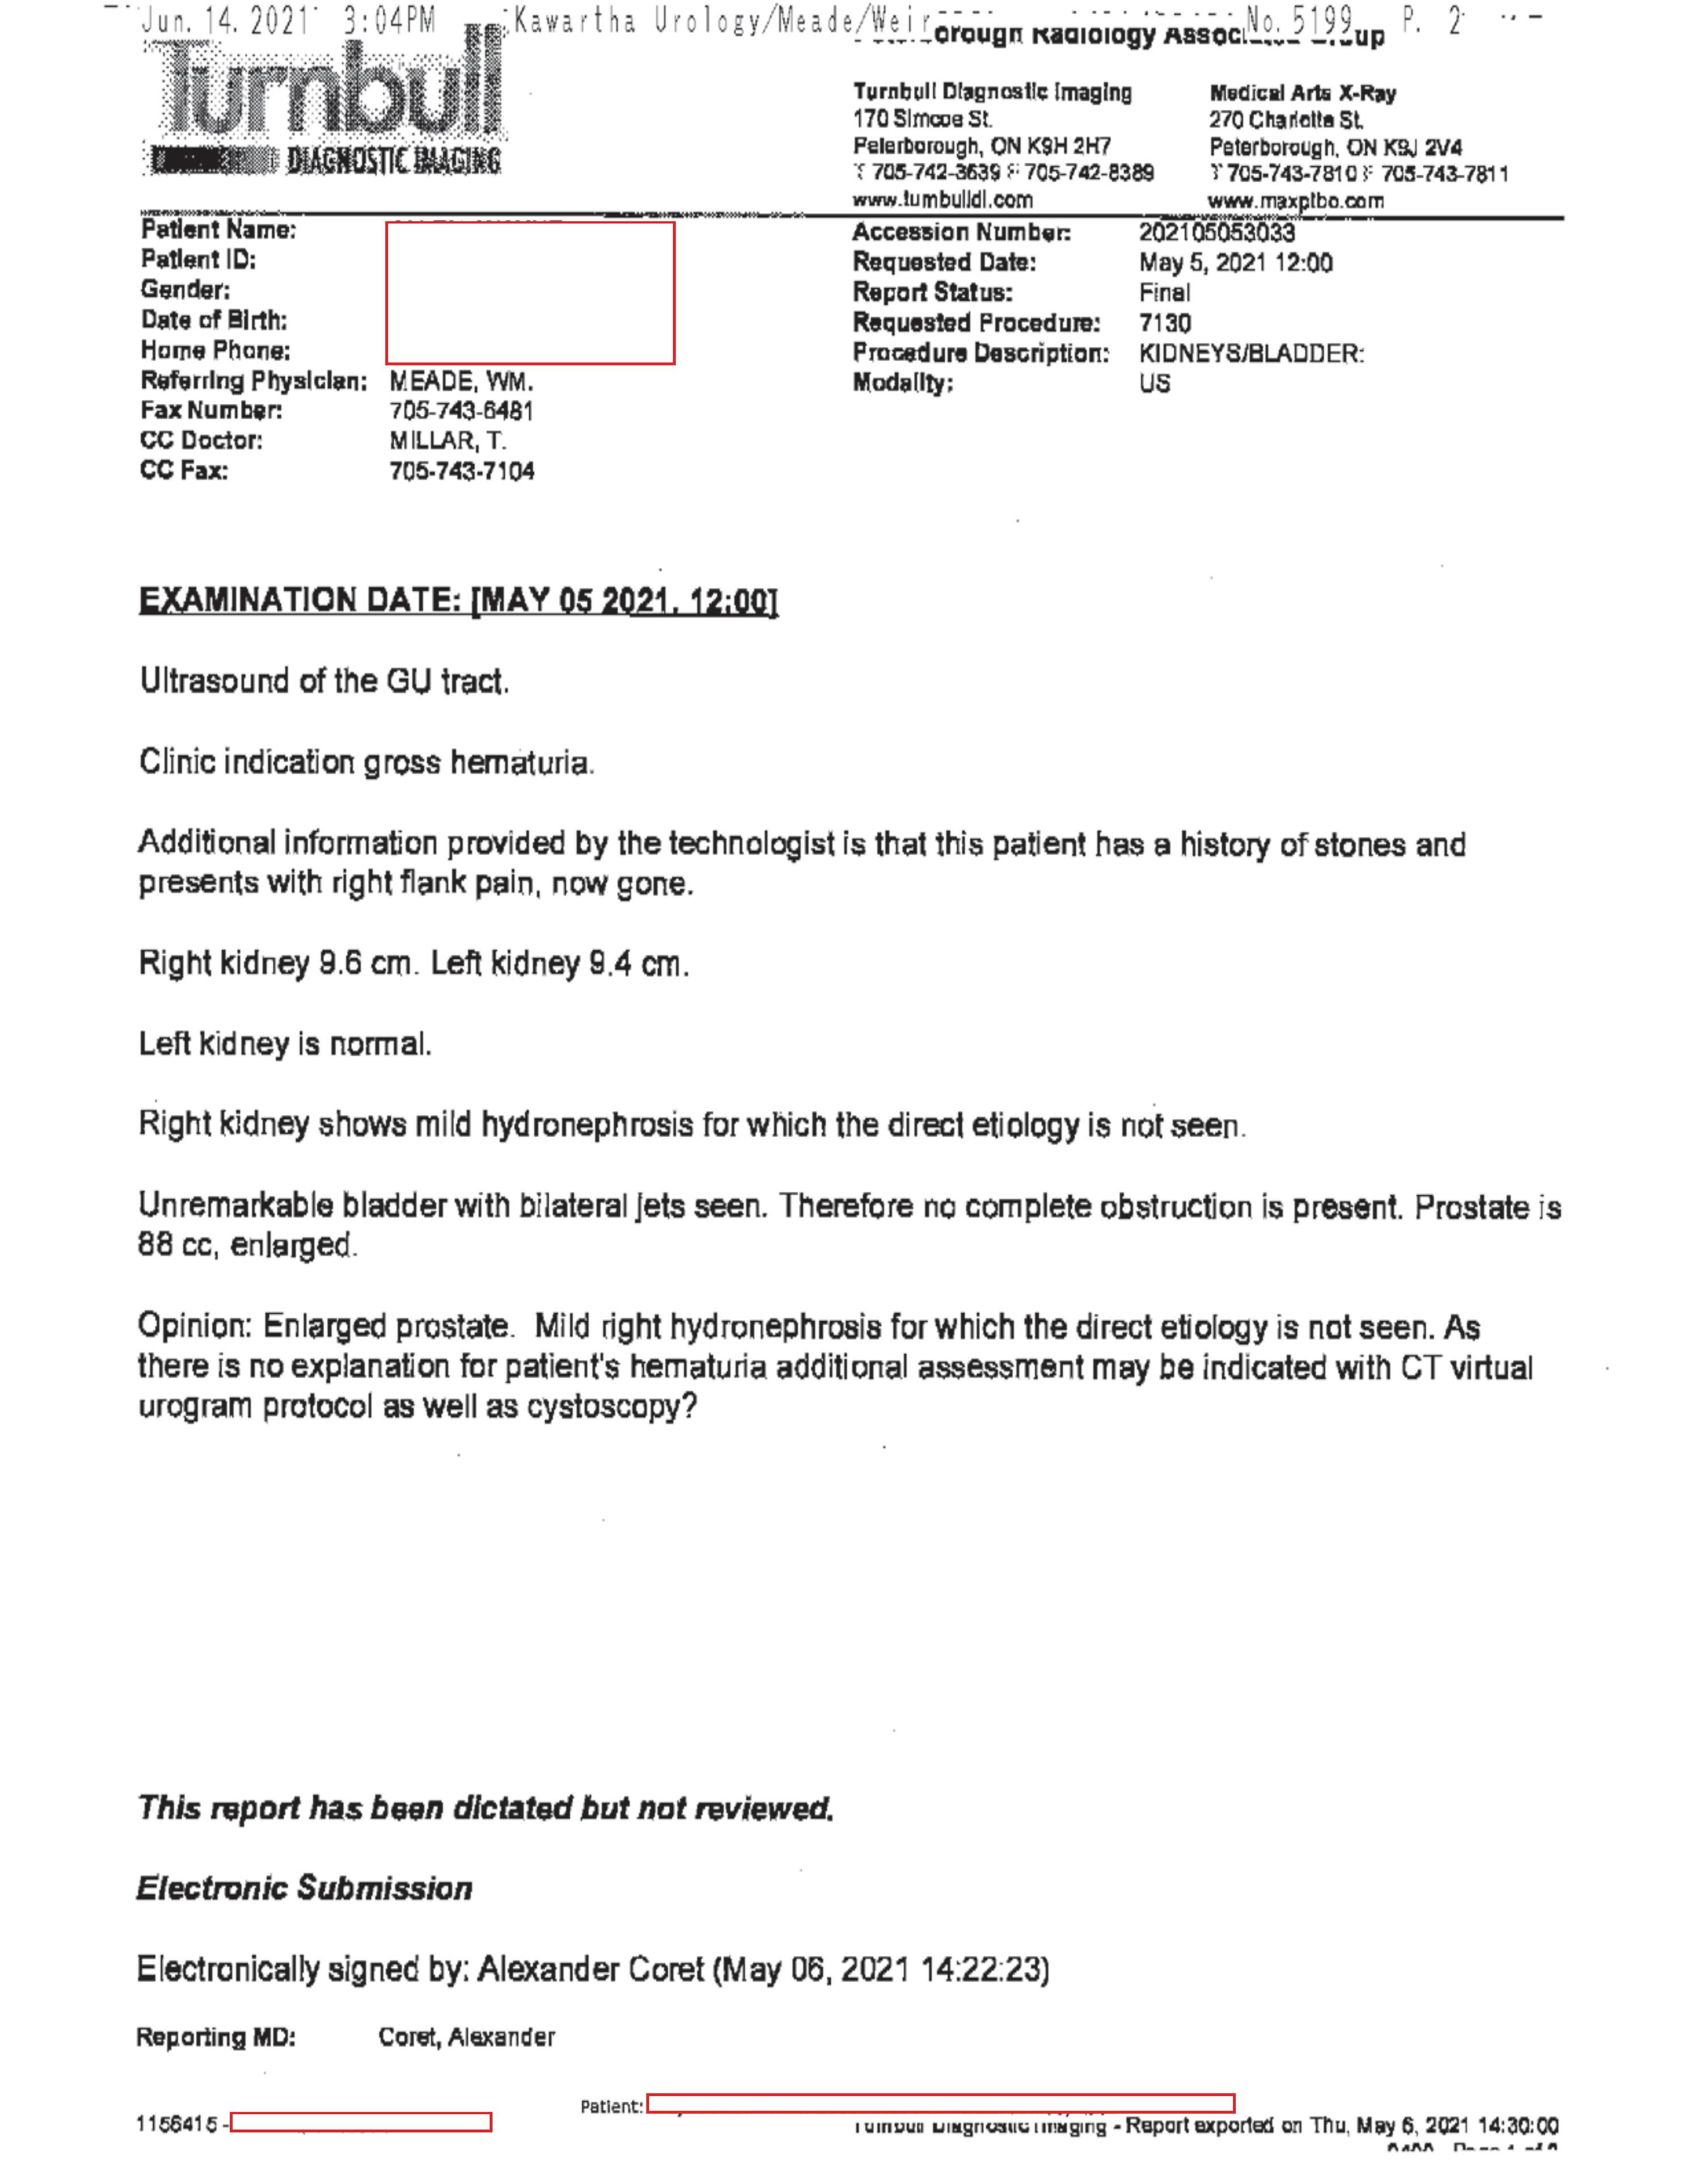 Jun. 14. 2021 3:04PM Kawartha Urology/Meade/Weir No. 5199 P. 2
Radiology
Turnbull
DIAGNOSTIC IMAGING
Turnbull Diagnostic Imaging
170 Simcoe St.
Peterborough, ON K9H 2H7
T 705-742-3639 F 705-742-8389
www.turnbulldi.com
Medical Arts X-Ray
270 Charlotte St.
Peterborough, ON K9J 2V4
T 705-743-7810 F 705-743-7811
www.maxptbo.com
Patient Name:
Patient ID:
Gender:
Date of Birth:
Home Phone:
Referring Physician: MEADE, WM.
Fax Number: 705-743-6481
CC Doctor: MILLAR, T.
CC Fax: 705-743-7104
Accession Number: 202105053033
Requested Date: May 5, 2021 12:00
Report Status: Final
Requested Procedure: 7130
Procedure Description: KIDNEYS/BLADDER:
Modality: US
EXAMINATION DATE: [MAY 05 2021, 12:00]
Ultrasound of the GU tract.
Clinic indication gross hematuria.
Additional information provided by the technologist is that this patient has a history of stones and
presents with right flank pain, now gone.
Right kidney 9.6 cm. Left kidney 9.4 cm.
Left kidney is normal.
Right kidney shows mild hydronephrosis for which the direct etiology is not seen.
Unremarkable bladder with bilateral jets seen. Therefore no complete obstruction is present. Prostate is
88 cc, enlarged.
Opinion: Enlarged prostate. Mild right hydronephrosis for which the direct etiology is not seen. As
there is no explanation for patient's hematuria additional assessment may be indicated with CT virtual
urogram protocol as well as cystoscopy?
This report has been dictated but not reviewed.
Electronic Submission
Electronically signed by: Alexander Coret (May 06, 2021 14:22:23)
Reporting MD: Coret, Alexander
Patient:
1156415 -
Turnbull Diagnostic Imaging - Report exported on Thu, May 6, 2021 14:30:00